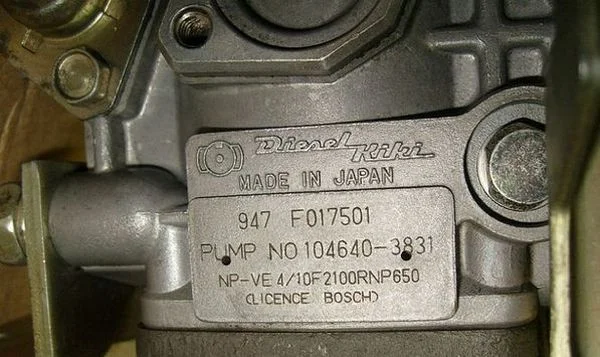 Diesel Kiki
MADE IN JAPAN
947 F017501
PUMP NO 104640-3831
NP-VE 4/10F2100RNP650
(LICENCE BOSCH)